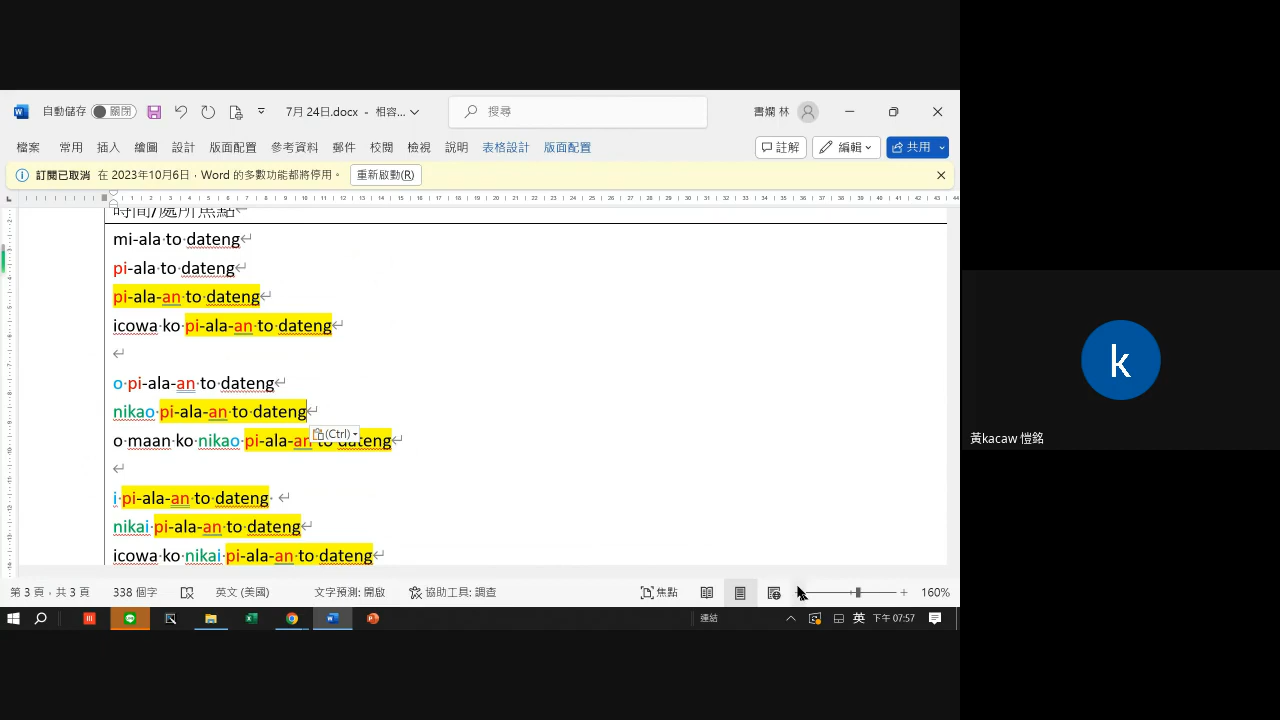 自動儲存 關閉 7月 24日.docx - 相容... 搜尋 書嫻 林
檔案 常用 插入 繪圖 設計 版面配置 參考資料 郵件 校閱 檢視 說明 表格設計 版面配置 註解 編輯 共用
訂閱已取消 在 2023年10月6日，Word 的多數功能都將停用。 重新啟動(R)
時間/處所焦點
mi-ala to dateng
pi-ala to dateng
pi-ala-an to dateng
icowa ko pi-ala-an to dateng
o pi-ala-an to dateng
nikao pi-ala-an to dateng
(Ctrl)
o maan ko nikao pi-ala-an to dateng
i pi-ala-an to dateng
nikai pi-ala-an to dateng
icowa ko nikai pi-ala-an to dateng
第 3 頁，共 3 頁 338 個字 英文 (美國) 文字預測: 開啟 協助工具: 調查 焦點 160%
連結 英 下午 07:57
k
黃kacaw 愷銘